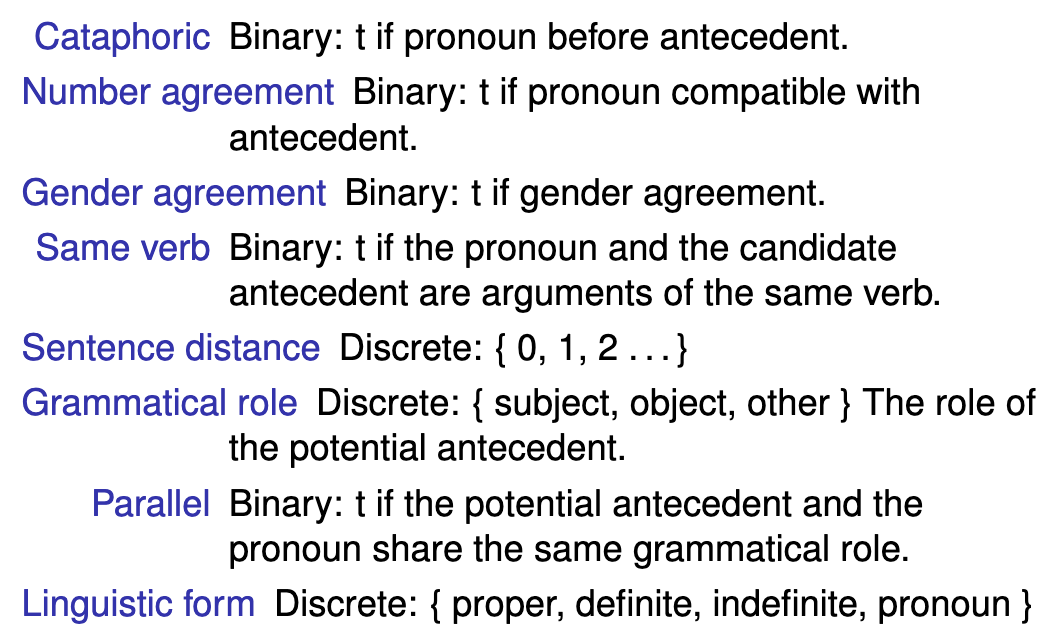 Cataphoric Binary: t if pronoun before antecedent.
Number agreement Binary: t if pronoun compatible with
antecedent.
Gender agreement Binary: t if gender agreement.
Same verb Binary: t if the pronoun and the candidate
antecedent are arguments of the same verb.
Sentence distance Discrete: { 0, 1, 2 ... }
Grammatical role Discrete: { subject, object, other } The role of
the potential antecedent.
Parallel Binary: t if the potential antecedent and the
pronoun share the same grammatical role.
Linguistic form Discrete: { proper, definite, indefinite, pronoun }